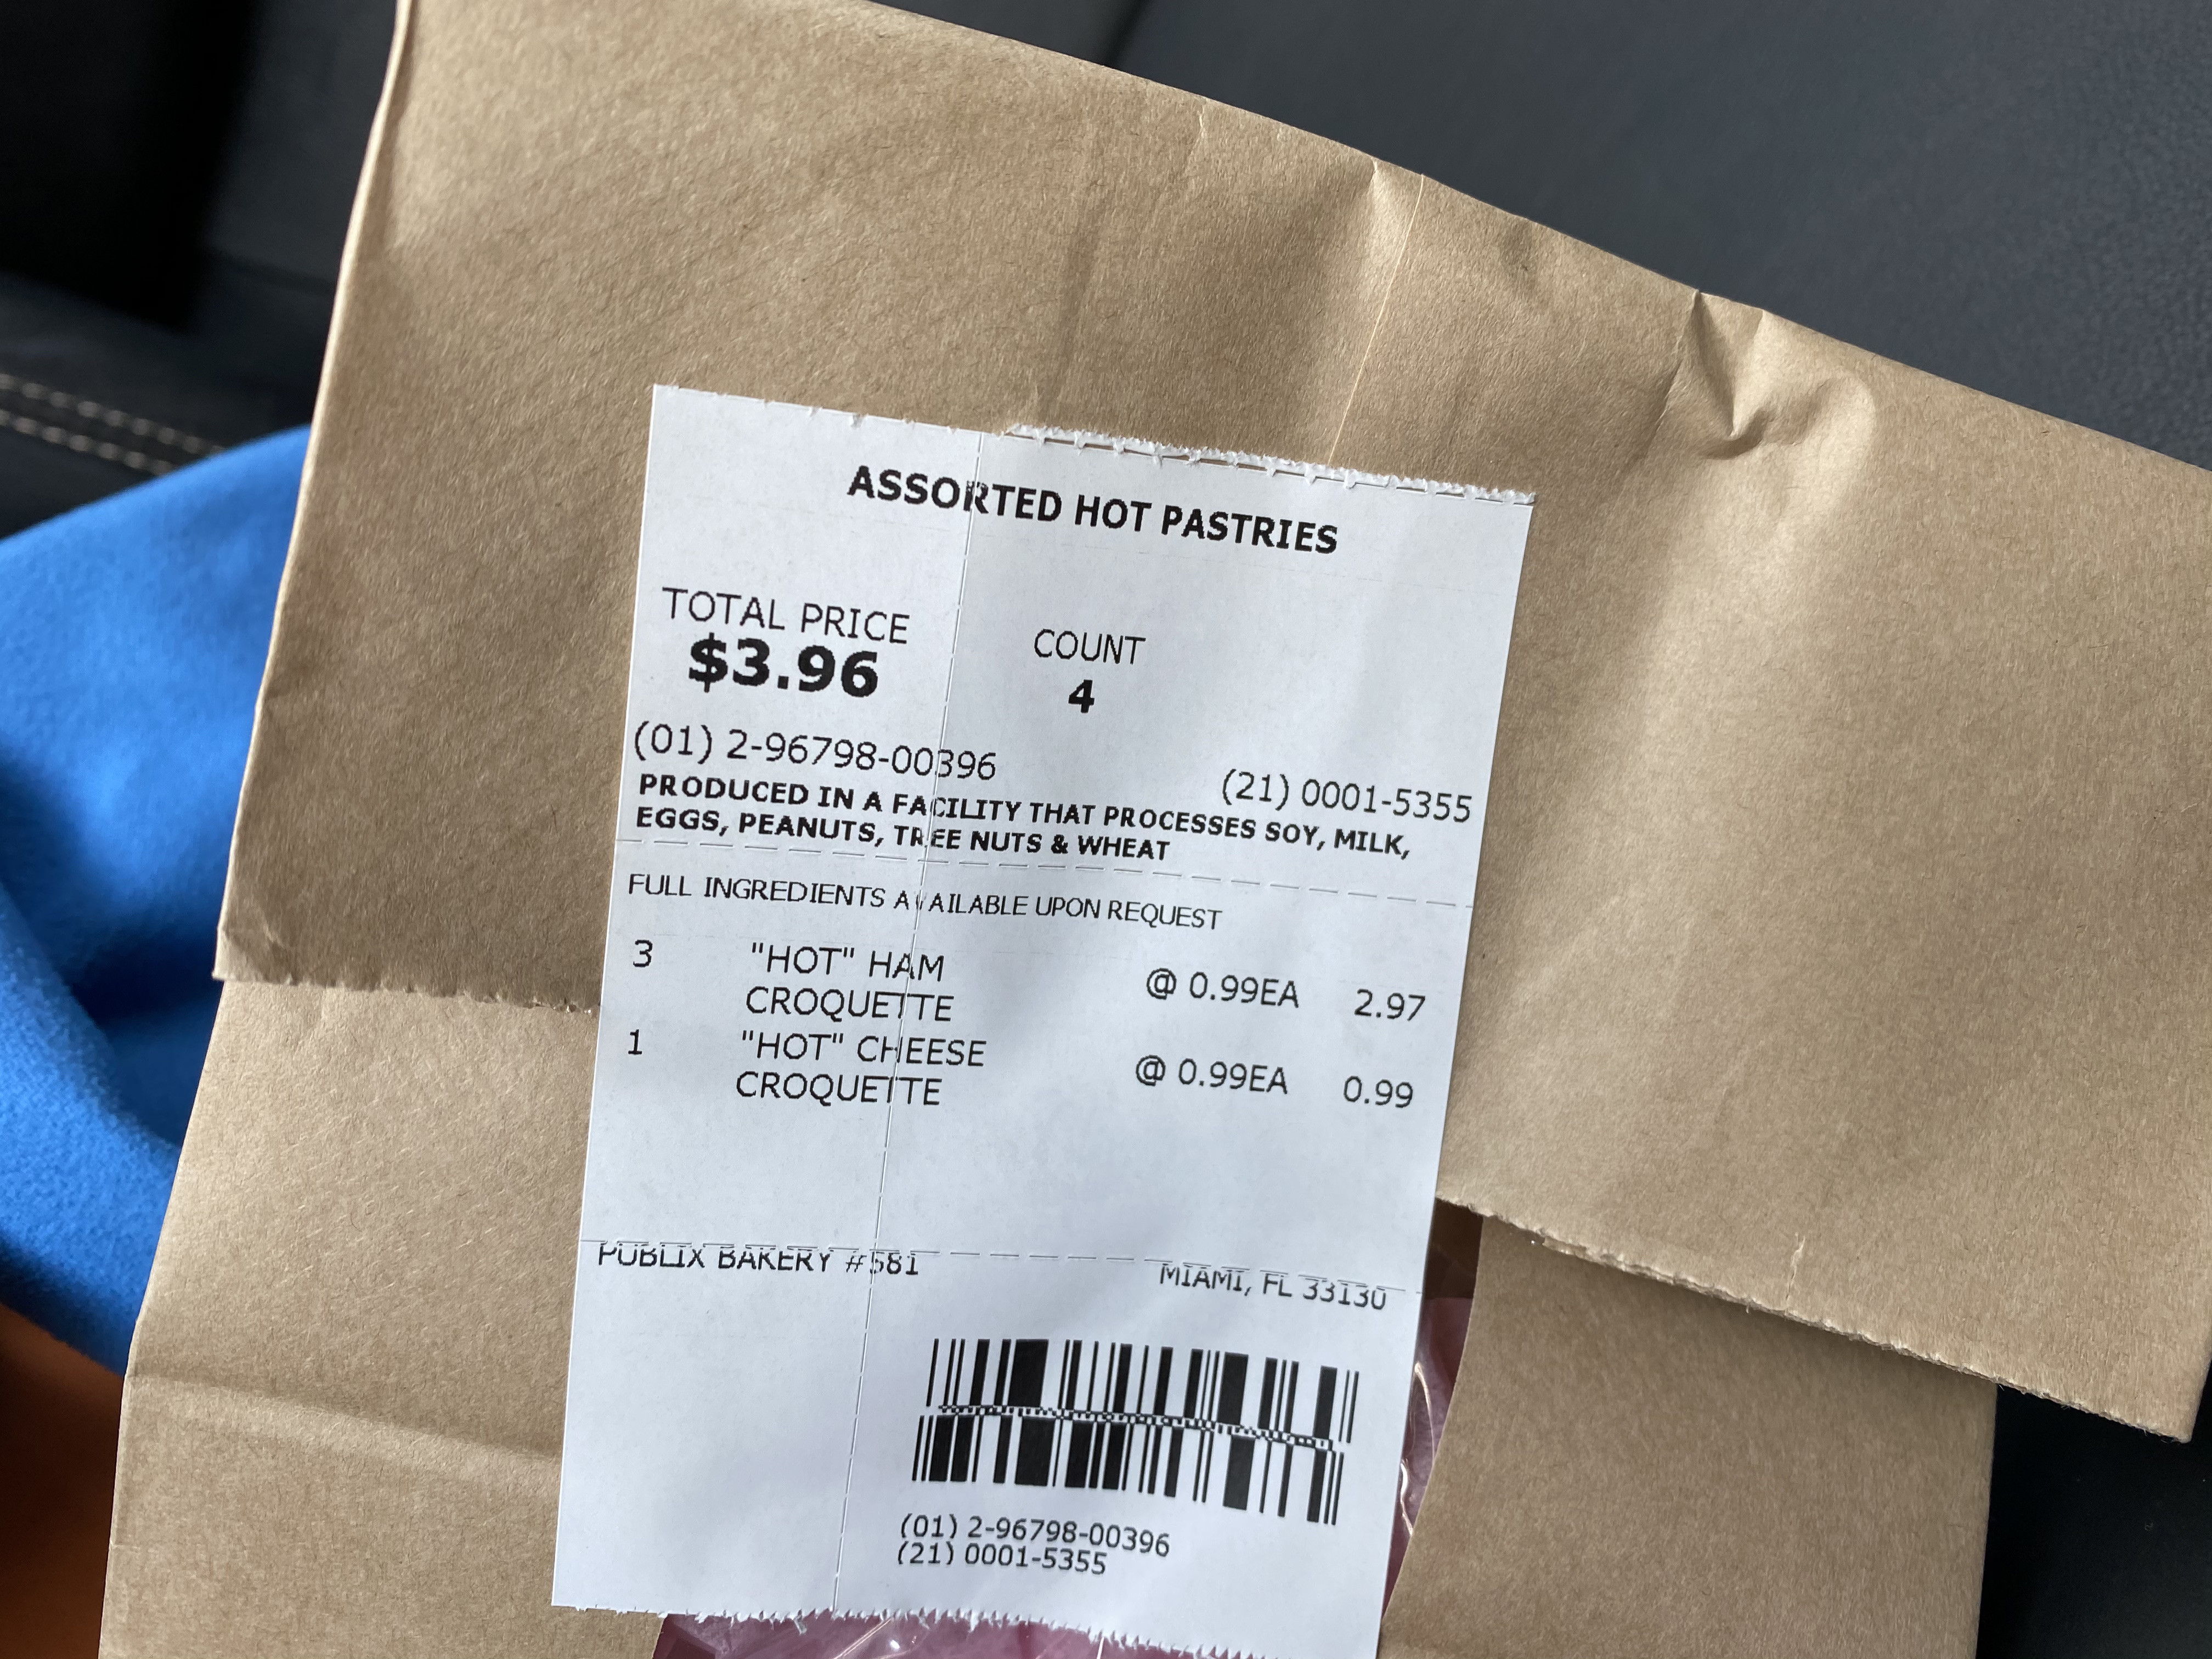 ASSORTED HOT PASTRIES
TOTAL PRICE
$3.96
COUNT
4
(01) 2-96798-00396
(21) 0001-5355
PRODUCED IN A FACILITY THAT PROCESSES SOY, MILK,
EGGS, PEANUTS, TREE NUTS & WHEAT
FULL INGREDIENTS AVAILABLE UPON REQUEST
3 "HOT" HAM @ 0.99EA 2.97
CROQUETTE
1 "HOT" CHEESE @ 0.99EA 0.99
CROQUETTE
PUBLIX BAKERY #581 MIAMI, FL 33130
(01) 2-96798-00396
(21) 0001-5355